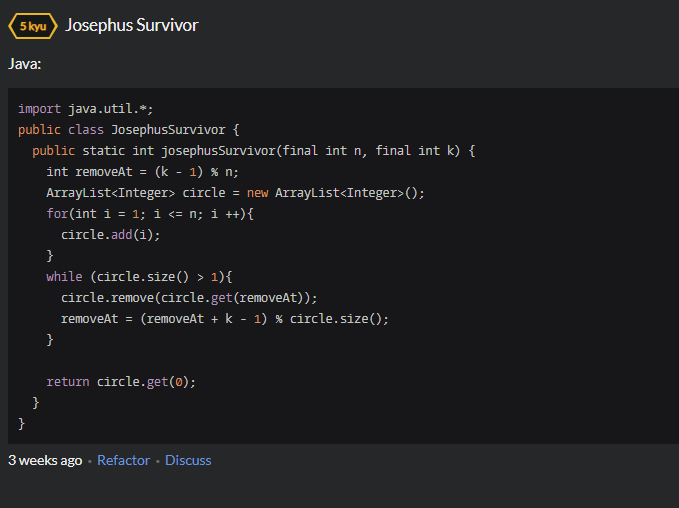 5 kyu Josephus Survivor
Java:
import java.util.*;
public class JosephusSurvivor {
  public static int josephusSurvivor(final int n, final int k) {
    int removeAt = (k - 1) % n;
    ArrayList<Integer> circle = new ArrayList<Integer>();
    for(int i = 1; i <= n; i ++){
      circle.add(i);
    }
    while (circle.size() > 1){
      circle.remove(circle.get(removeAt));
      removeAt = (removeAt + k - 1) % circle.size();
    }
    return circle.get(0);
  }
}
3 weeks ago • Refactor • Discuss